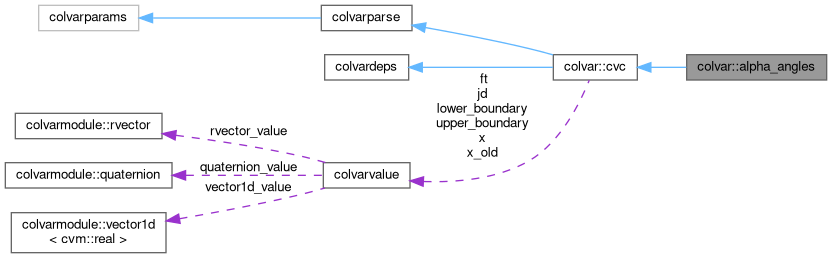 colvarparams
colvarparse
colvardeps
colvar::cvc
colvar::alpha_angles
ft
jd
lower_boundary
upper_boundary
x
x_old
colvarmodule::rvector
rvector_value
colvarmodule::quaternion
quaternion_value
colvarvalue
vector1d_value
colvarmodule::vector1d
< cvm::real >